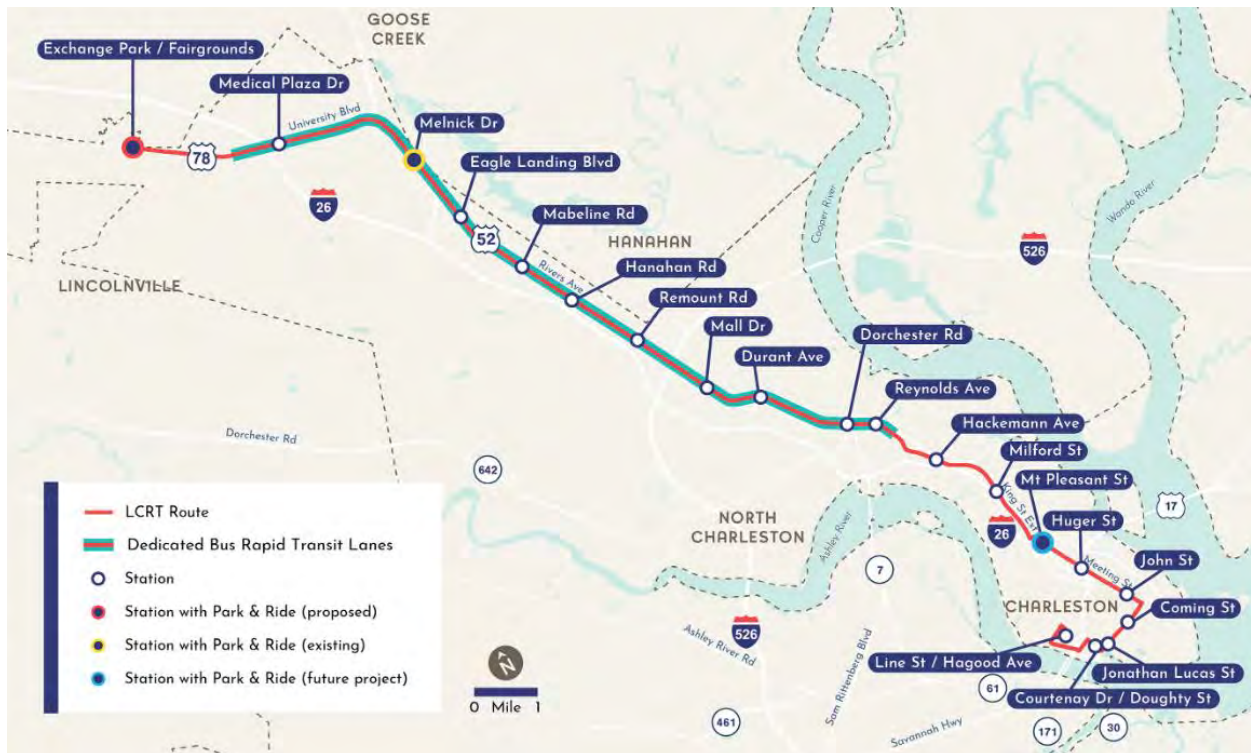 GOOSE
CREEK
Exchange Park / Fairgrounds
Medical Plaza Dr
University Blvd
Melnick Dr
78
Eagle Landing Blvd
26
Mabeline Rd
52
HANAHAN
Cooper River
Wando River
526
Rivers Ave
Hanahan Rd
LINCOLNVILLE
Remount Rd
Mall Dr
Dorchester Rd
Durant Ave
Reynolds Ave
Hackemann Ave
Dorchester Rd
Milford St
642
Mt Pleasant St
King St Ext
17
LCRT Route
NORTH
CHARLESTON
Ashley River
26
Huger St
Dedicated Bus Rapid Transit Lanes
Meeting St
John St
7
Station
CHARLESTON
Coming St
Station with Park & Ride (proposed)
526
Ashley River Rd
Station with Park & Ride (existing)
N
Line St / Hagood Ave
Jonathan Lucas St
Station with Park & Ride (future project)
Sam Rittenberg Blvd
61
Courtenay Dr / Doughty St
0 Mile 1
461
Savannah Hwy
171
30